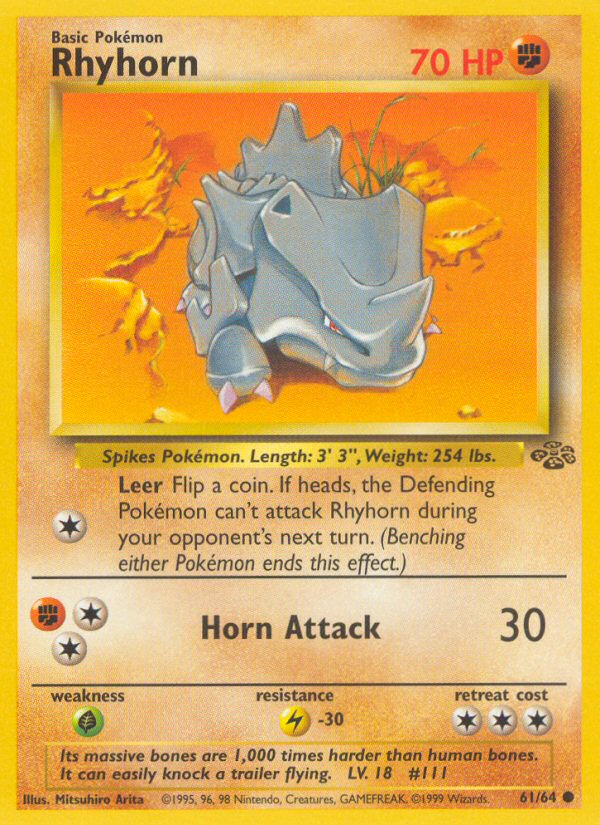 Basic Pokémon
Rhyhorn
70 HP
Spikes Pokémon. Length: 3' 3", Weight: 254 lbs.
Leer Flip a coin. If heads, the Defending
Pokémon can't attack Rhyhorn during
your opponent's next turn. (Benching
either Pokémon ends this effect.)
Horn Attack 30
weakness resistance retreat cost
-30
Its massive bones are 1,000 times harder than human bones.
It can easily knock a trailer flying. LV. 18 #111
Illus. Mitsuhiro Arita ©1995, 96, 98 Nintendo, Creatures, GAMEFREAK. ©1999 Wizards. 61/64